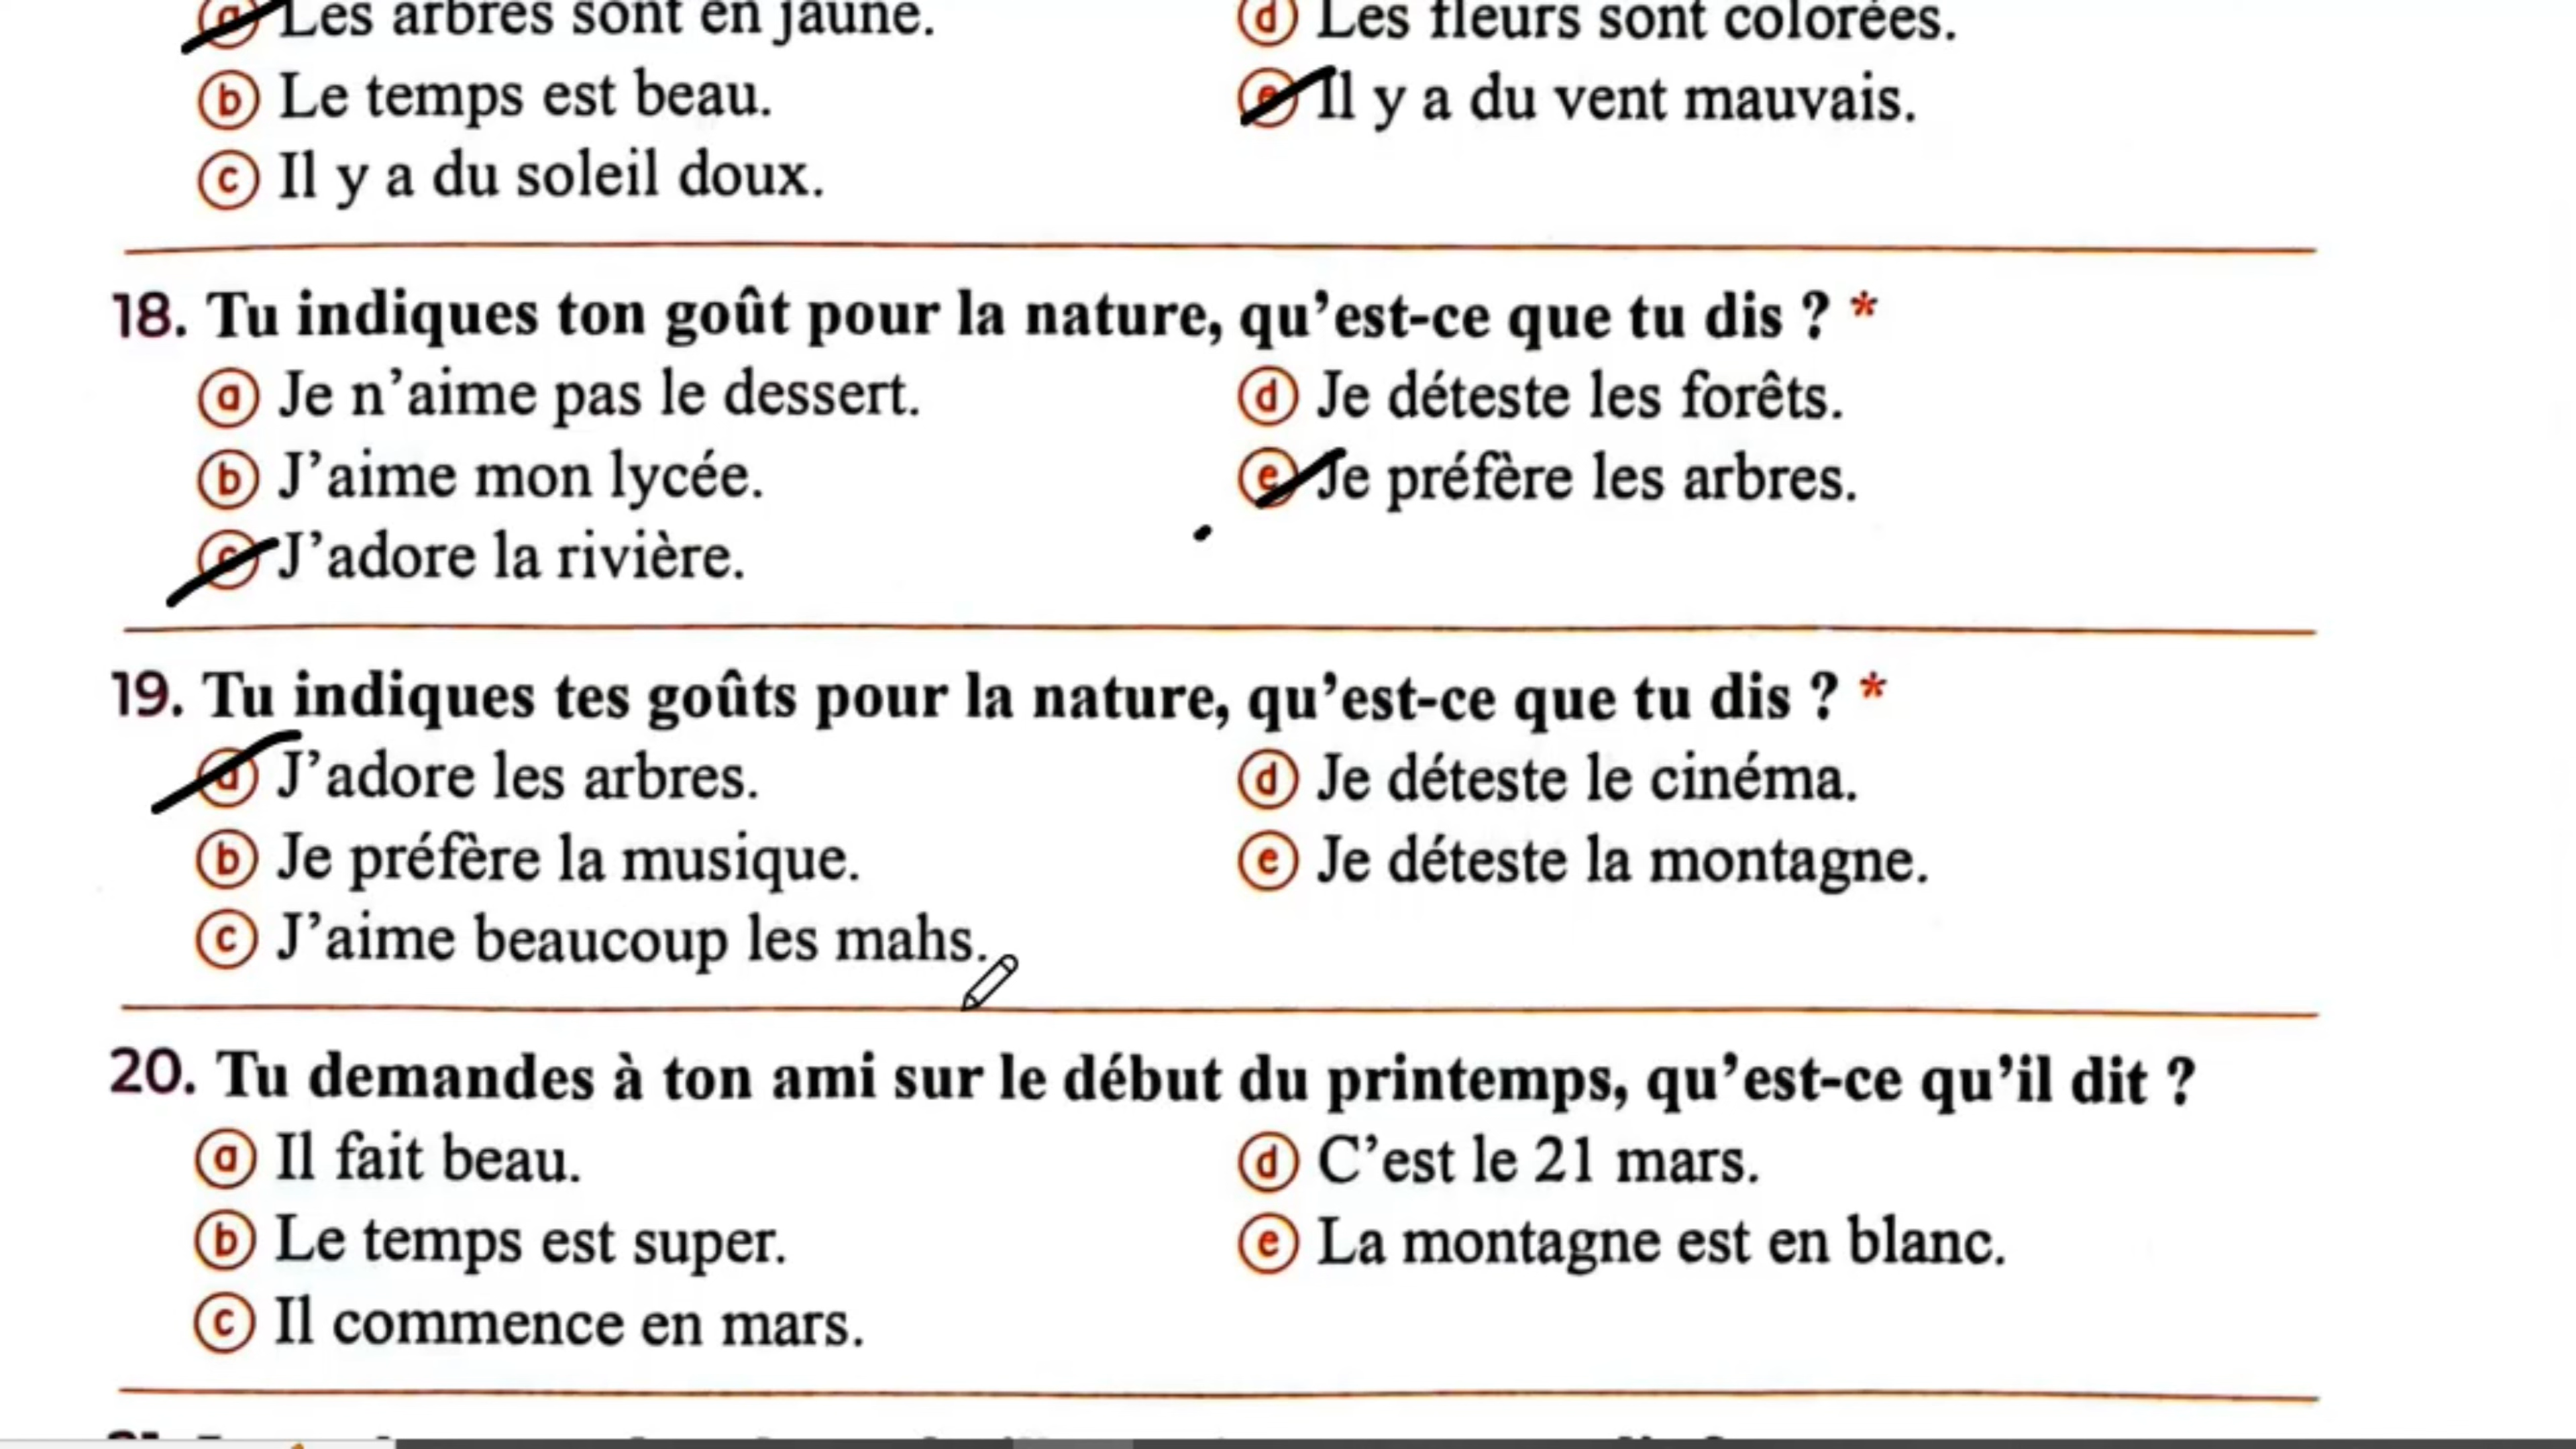 a Les arbres sont en jaune.
b Le temps est beau.
c Il y a du soleil doux.
d Les fleurs sont colorées.
e Il y a du vent mauvais.
18. Tu indiques ton goût pour la nature, qu'est-ce que tu dis ? *
a Je n'aime pas le dessert.
b J'aime mon lycée.
c J'adore la rivière.
d Je déteste les forêts.
e Je préfère les arbres.
19. Tu indiques tes goûts pour la nature, qu'est-ce que tu dis ? *
a J'adore les arbres.
b Je préfère la musique.
c J'aime beaucoup les mahs.
d Je déteste le cinéma.
e Je déteste la montagne.
20. Tu demandes à ton ami sur le début du printemps, qu'est-ce qu'il dit ?
a Il fait beau.
b Le temps est super.
c Il commence en mars.
d C'est le 21 mars.
e La montagne est en blanc.